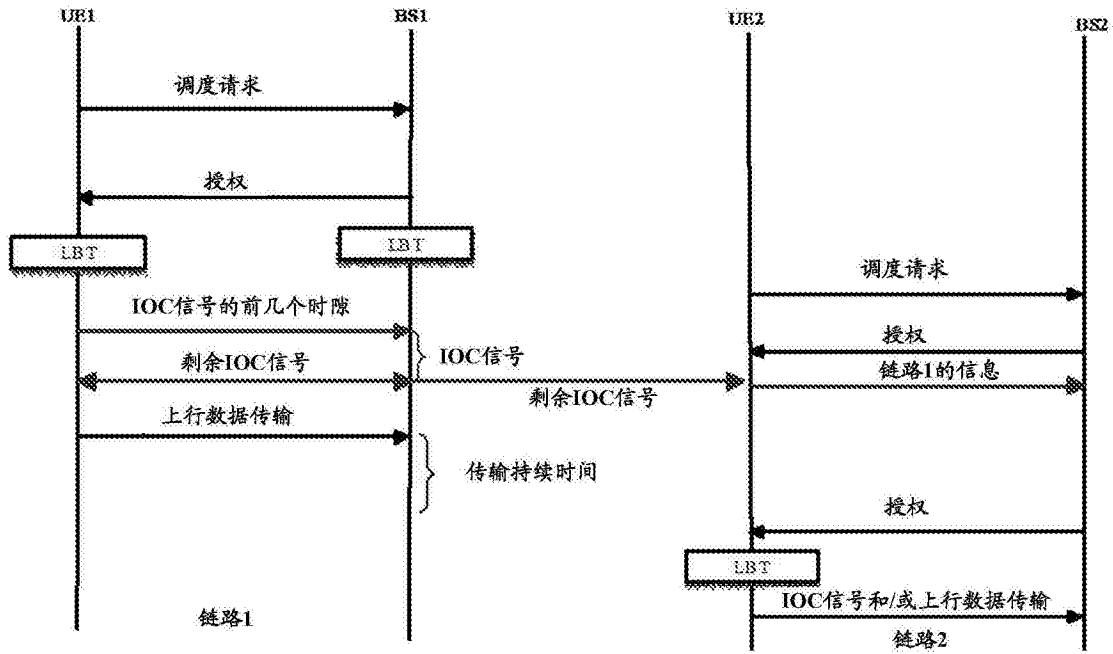 UE1
BS1
UE2
BS2
调度请求
授权
LBT
LBT
调度请求
IOC信号的前几个时隙
授权
IOC信号
剩余IOC信号
链路1的信息
剩余IOC信号
上行数据传输
传输持续时间
授权
LBT
IOC信号和/或上行数据传输
链路1
链路2